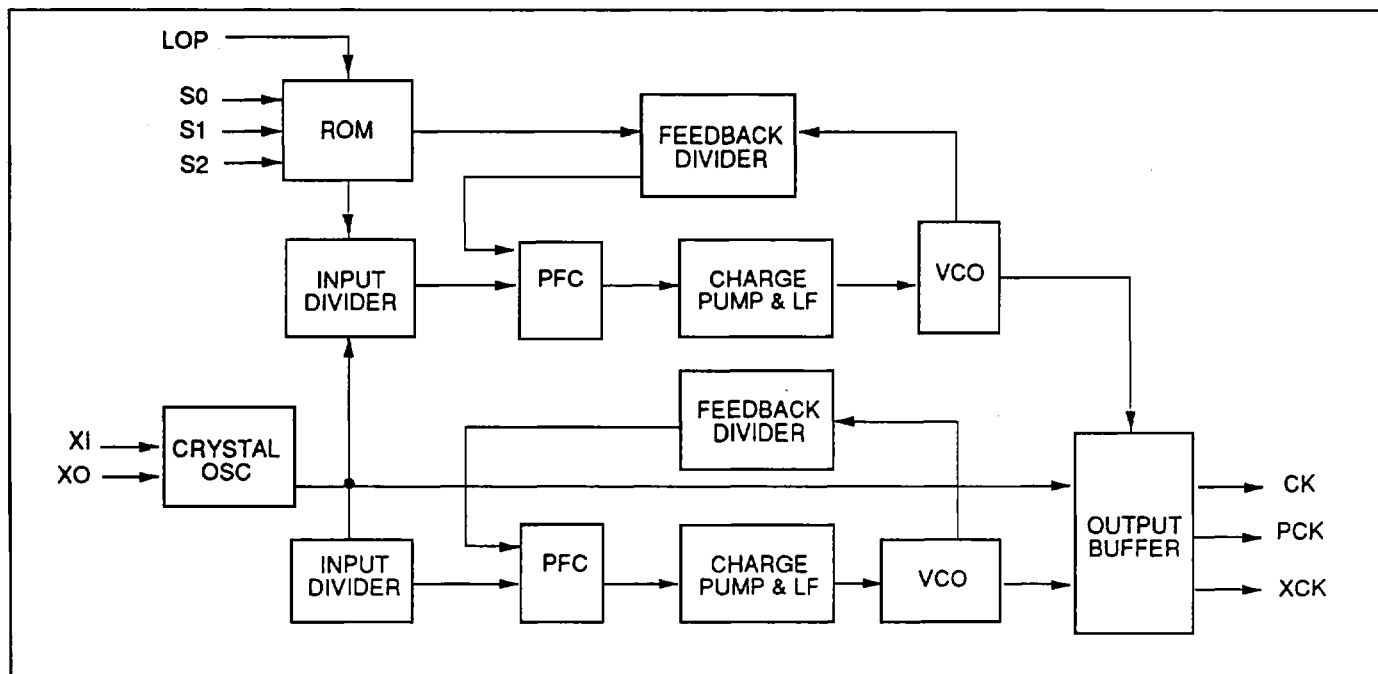 LOP
S0
S1
S2
ROM
FEEDBACK
DIVIDER
INPUT
DIVIDER
PFC
CHARGE
PUMP & LF
VCO
FEEDBACK
DIVIDER
XI
XO
CRYSTAL
OSC
INPUT
DIVIDER
PFC
CHARGE
PUMP & LF
VCO
OUTPUT
BUFFER
CK
PCK
XCK